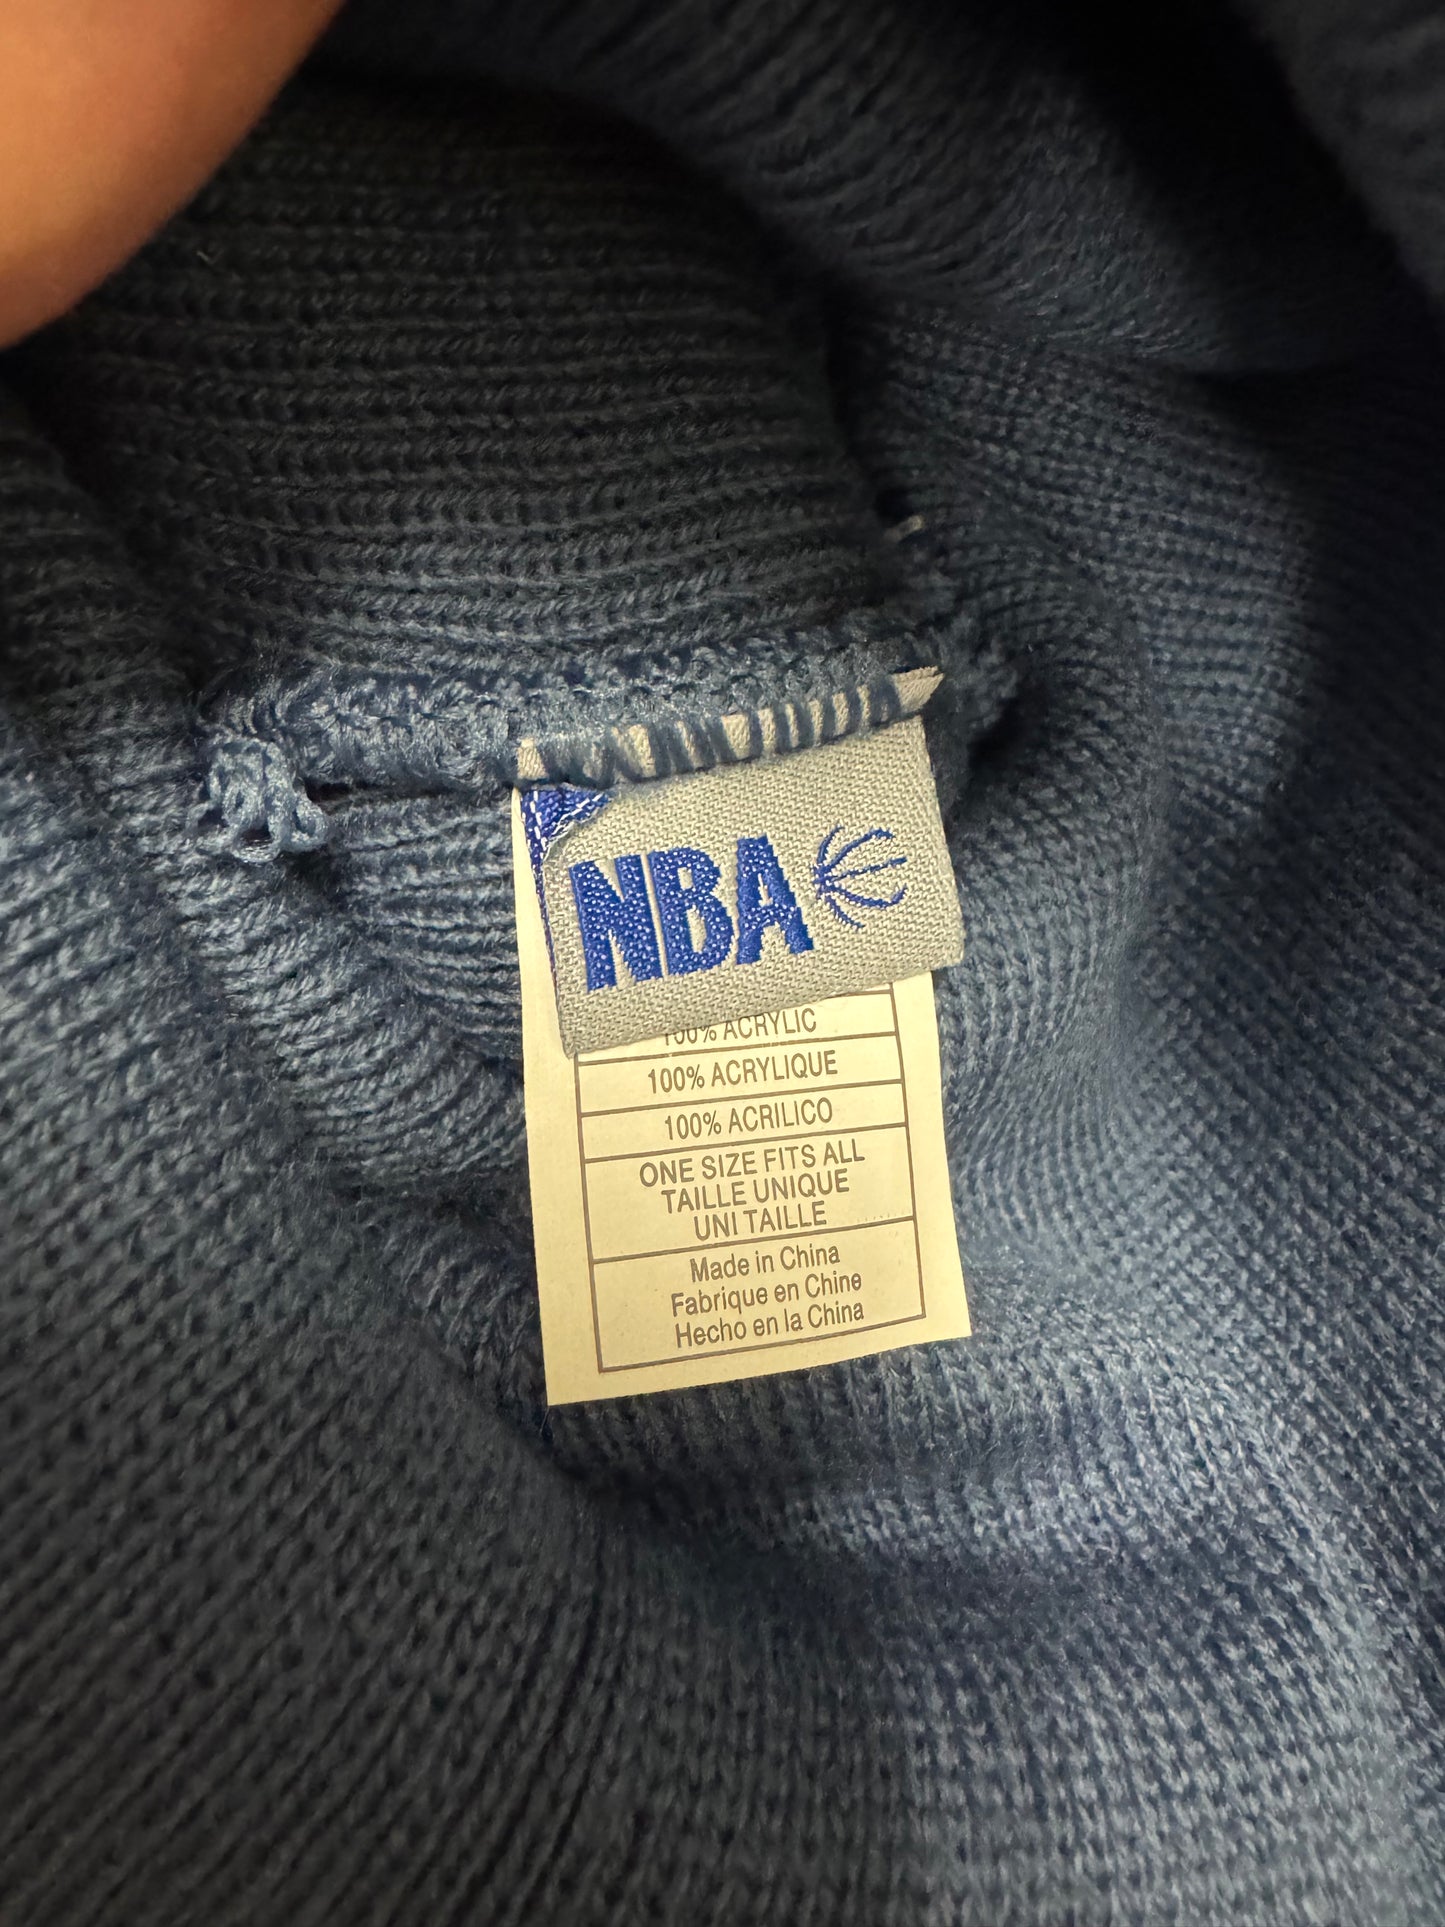 NBA
100% ACRYLIC
100% ACRYLIQUE
100% ACRILICO
ONE SIZE FITS ALL
TAILLE UNIQUE
UNI TAILLE
Made in China
Fabrique en Chine
Hecho en la China